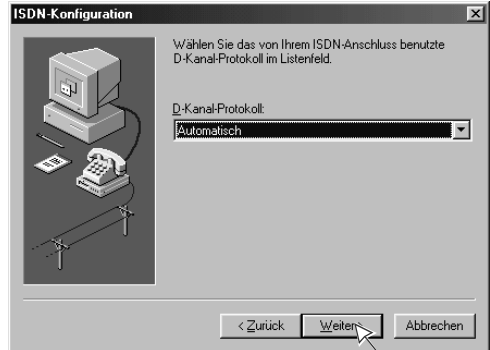 ISDN-Konfiguration
Wählen Sie das von Ihrem ISDN-Anschluss benutzte
D-Kanal-Protokoll im Listenfeld.
D-Kanal-Protokoll:
Automatisch
< Zurück
Weiter >
Abbrechen